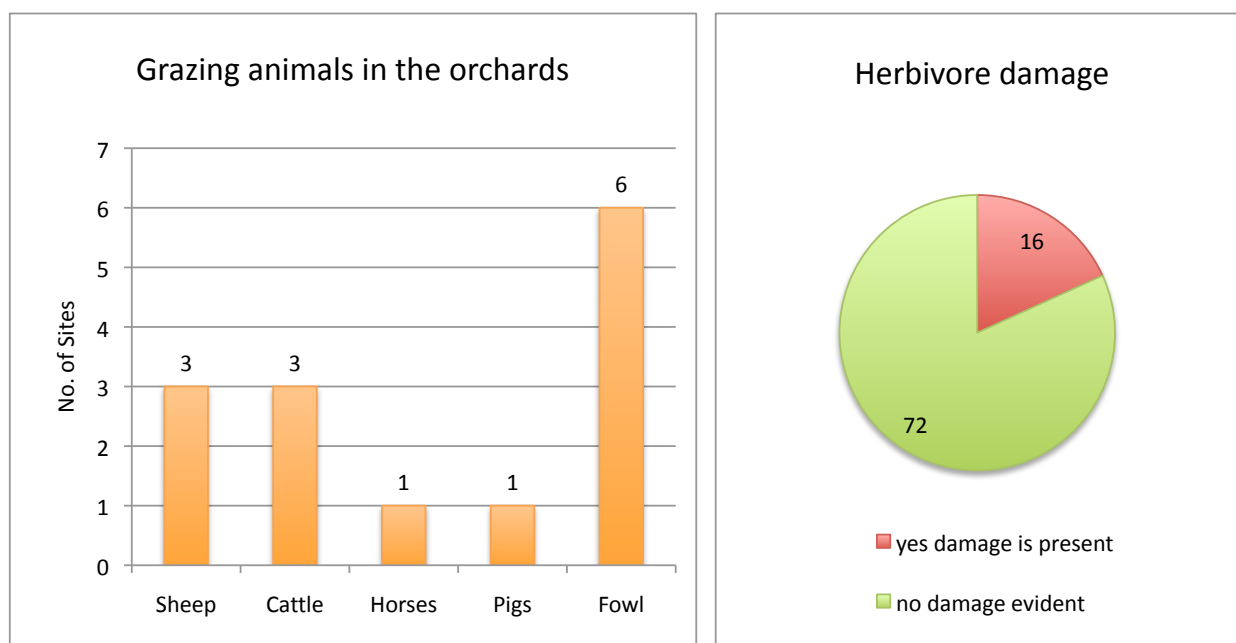 Grazing animals in the orchards
No. of Sites
7
6
5
4
3
2
1
0
3
3
1
1
6
Sheep
Cattle
Horses
Pigs
Fowl
Herbivore damage
16
72
yes damage is present
no damage evident